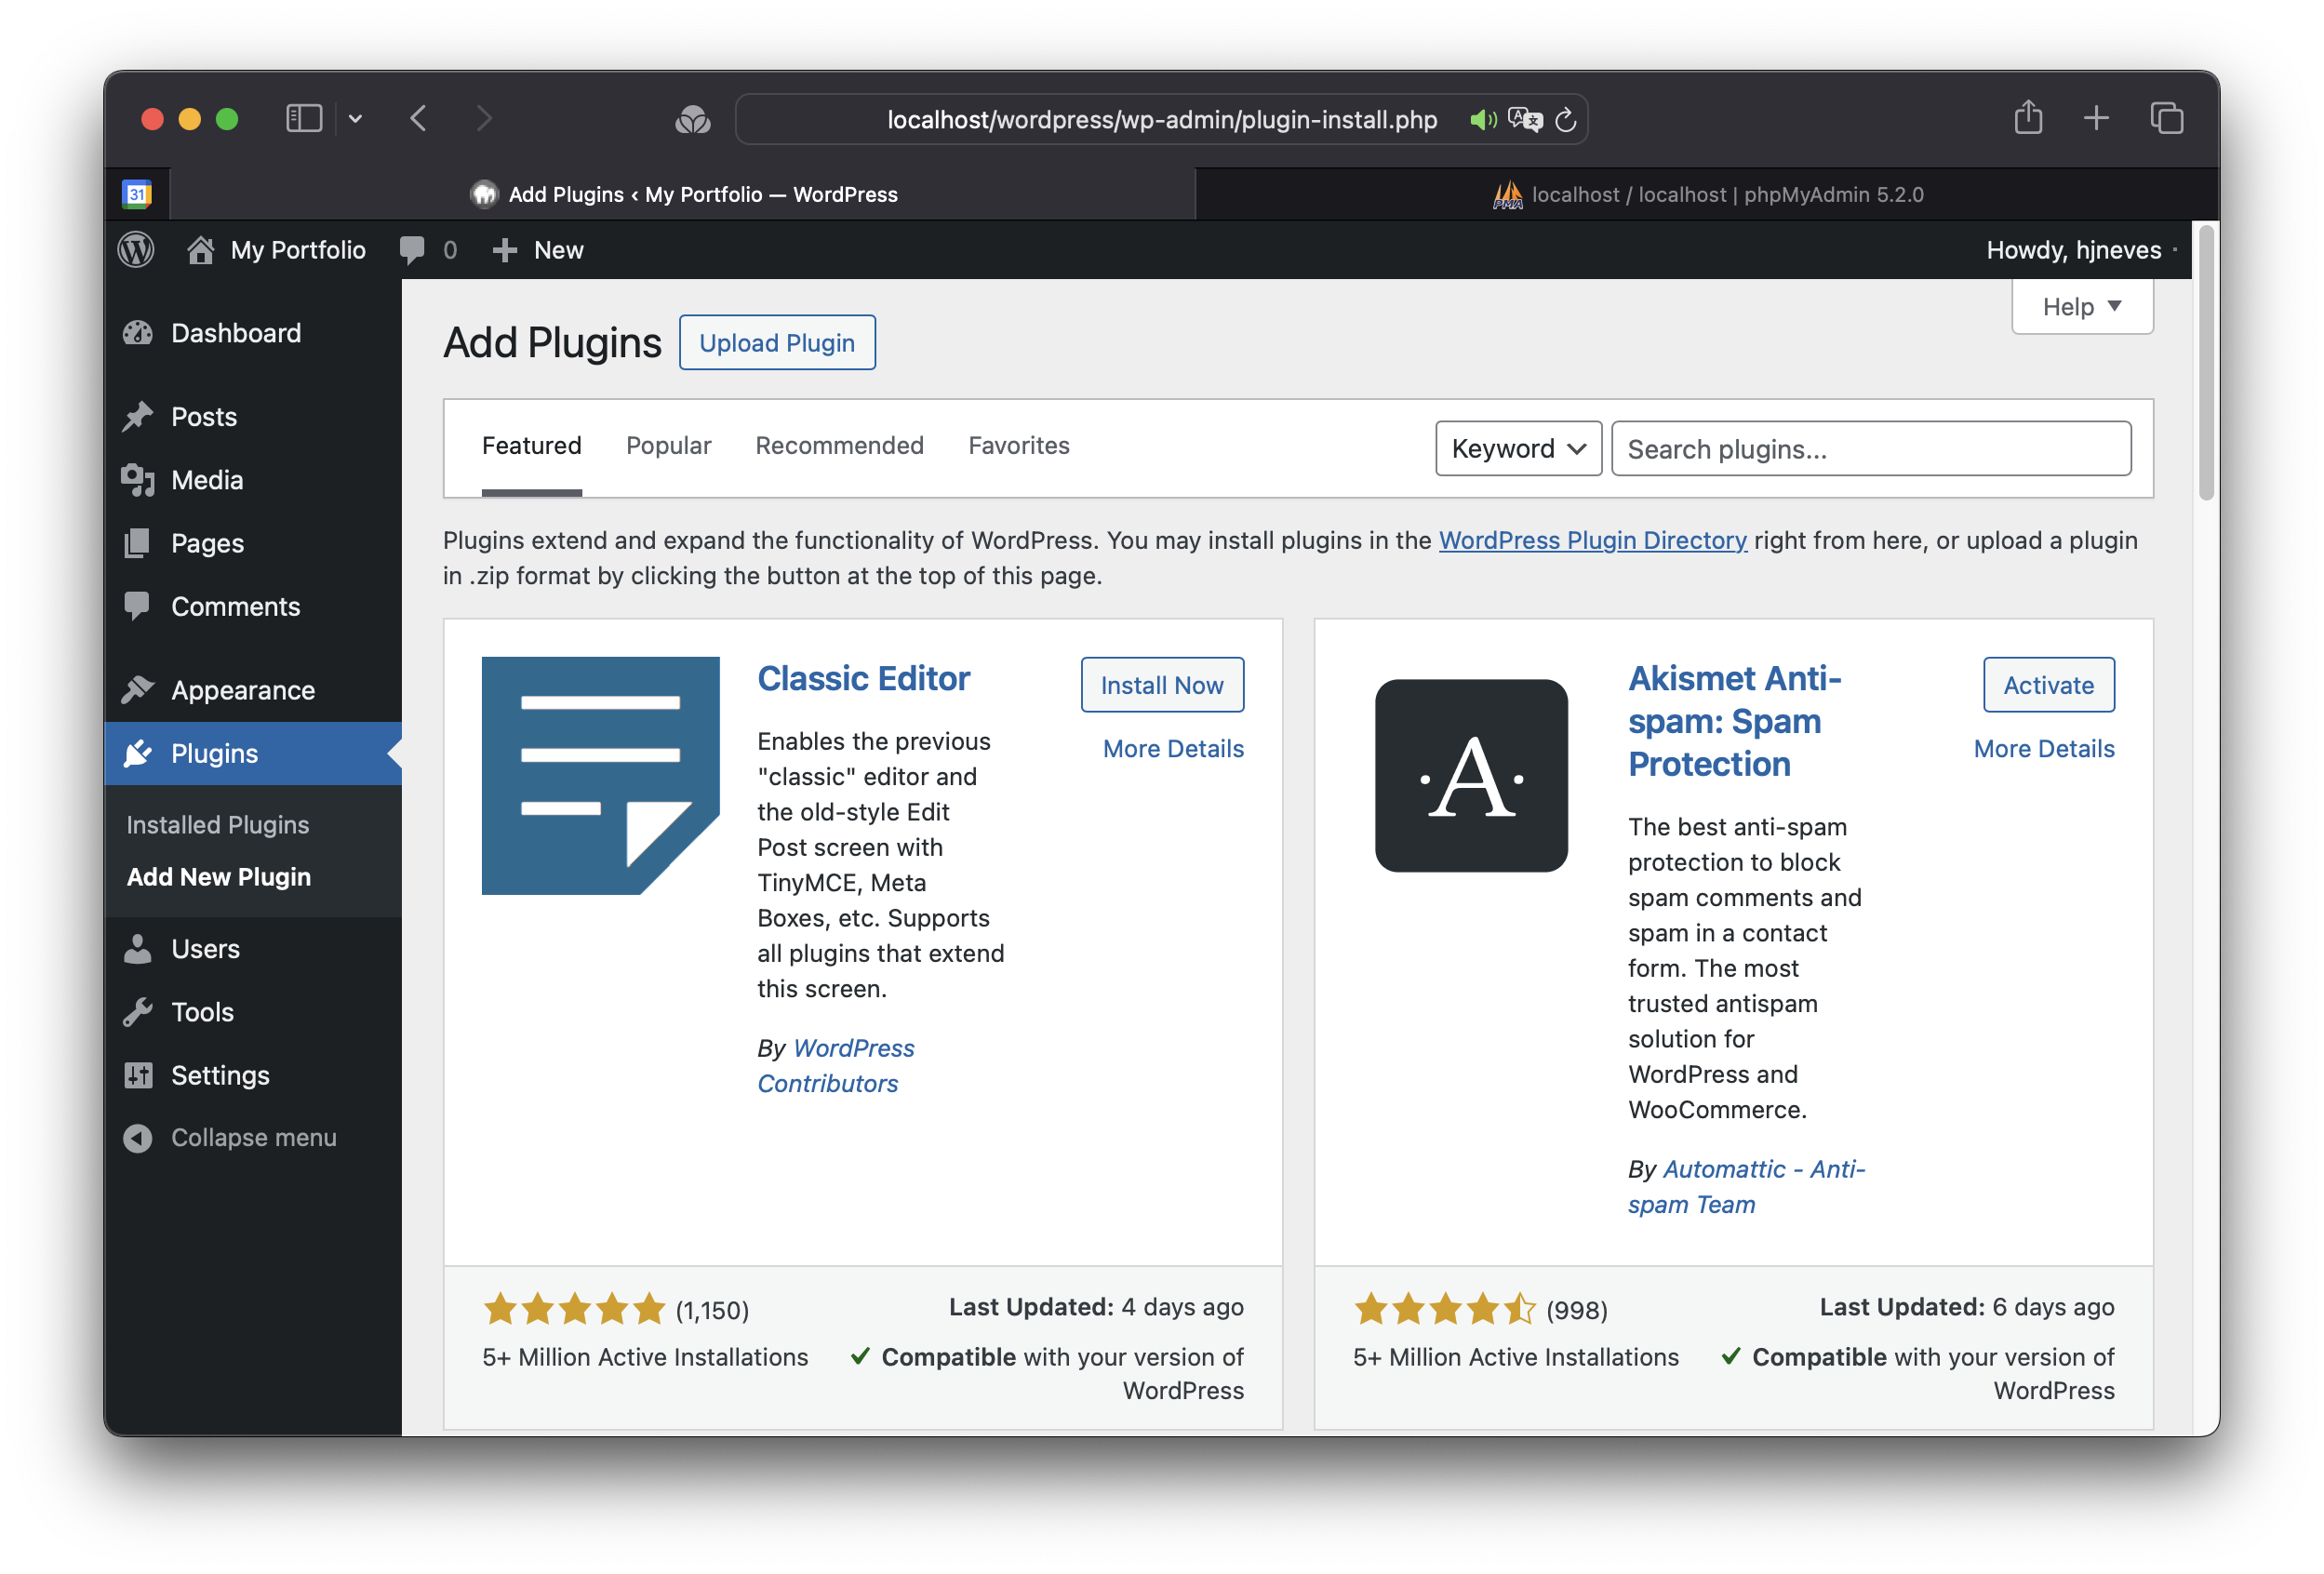 localhost/wordpress/wp-admin/plugin-install.php
31
Add Plugins ‹ My Portfolio — WordPress
PMA
localhost / localhost | phpMyAdmin 5.2.0
My Portfolio
0
New
Howdy, hjneves
Dashboard
Posts
Media
Pages
Comments
Appearance
Plugins
Installed Plugins
Add New Plugin
Users
Tools
Settings
Collapse menu
Help
Add Plugins
Upload Plugin
Featured
Popular
Recommended
Favorites
Keyword
Search plugins...
Plugins extend and expand the functionality of WordPress. You may install plugins in the WordPress Plugin Directory right from here, or upload a plugin
in .zip format by clicking the button at the top of this page.
Classic Editor
Install Now
More Details
Enables the previous
"classic" editor and
the old-style Edit
Post screen with
TinyMCE, Meta
Boxes, etc. Supports
all plugins that extend
this screen.
By WordPress
Contributors
(1,150)
Last Updated: 4 days ago
5+ Million Active Installations
Compatible with your version of
WordPress
·A·
Akismet Anti-
spam: Spam
Protection
Activate
More Details
The best anti-spam
protection to block
spam comments and
spam in a contact
form. The most
trusted antispam
solution for
WordPress and
WooCommerce.
By Automattic - Anti-
spam Team
(998)
Last Updated: 6 days ago
5+ Million Active Installations
Compatible with your version of
WordPress